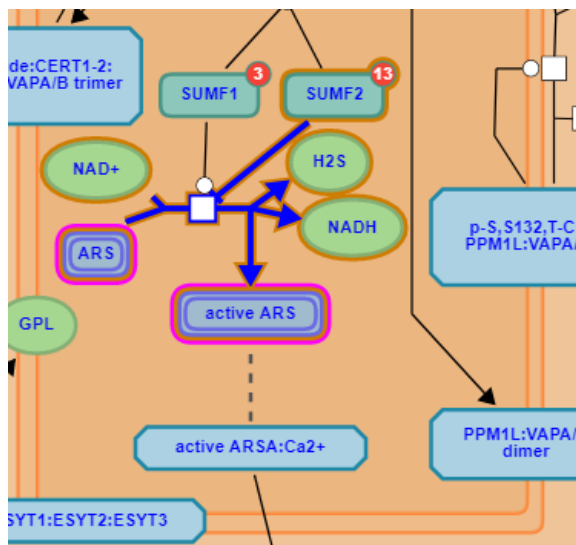 de:CERT1-2:
VAPA/B trimer
SUMF1
3
SUMF2
13
NAD+
H2S
NADH
ARS
active ARS
GPL
p-S,S132,T-C
PPM1L:VAPA/
active ARSA:Ca2+
PPM1L:VAPA/
dimer
SYT1:ESYT2:ESYT3